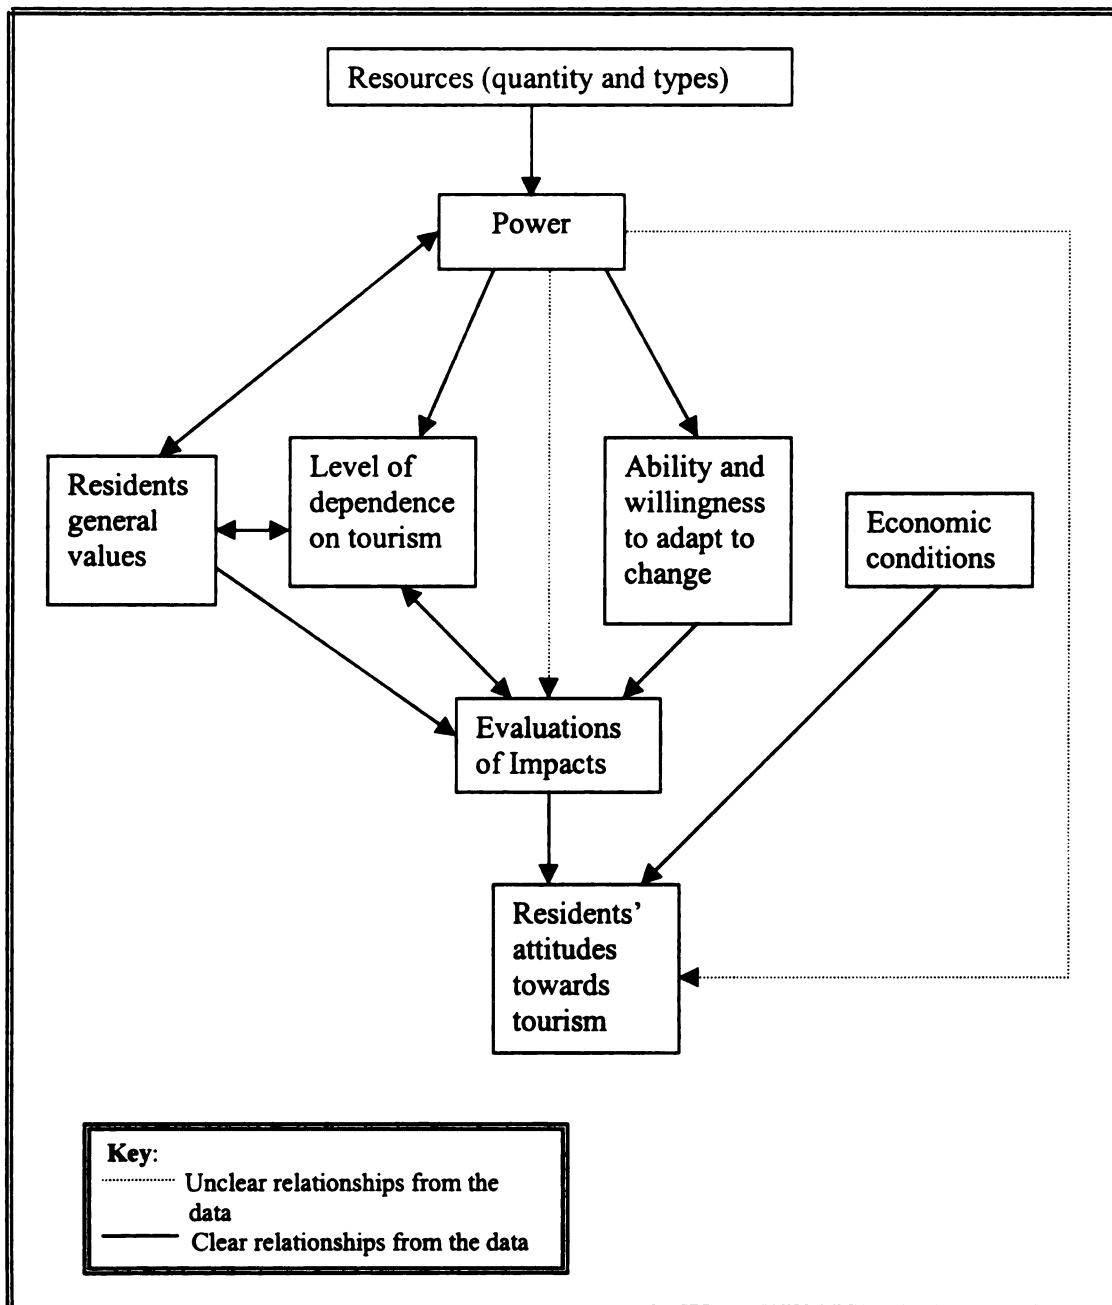 Resources (quantity and types)
Power
Residents
general
values
Level of
dependence
on tourism
Ability and
willingness
to adapt to
change
Economic
conditions
Evaluations
of Impacts
Residents’
attitudes
towards
tourism
Key:
Unclear relationships from the
data
Clear relationships from the data